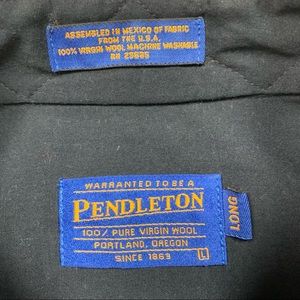 ASSEMBLED IN MEXICO OF FABRIC
FROM THE U.S.A.
100% VIRGIN WOOL MACHINE WASHABLE
RN 29685
WARRANTED TO BE A
PENDLETON
100% PURE VIRGIN WOOL
PORTLAND, OREGON
SINCE 1863
L
LONG